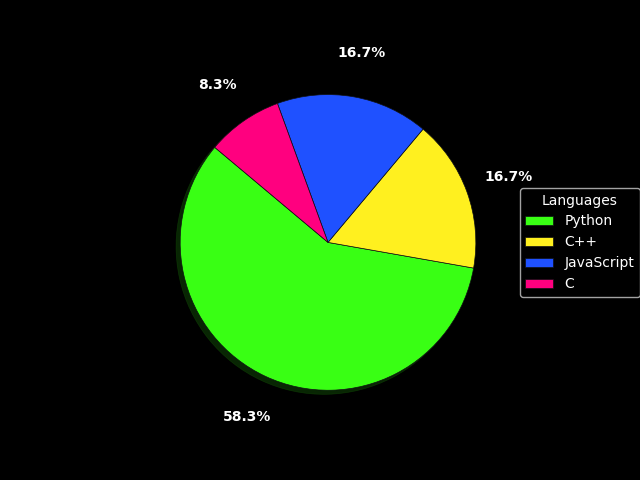 16.7%
8.3%
16.7%
Languages
Python
C++
JavaScript
C
58.3%